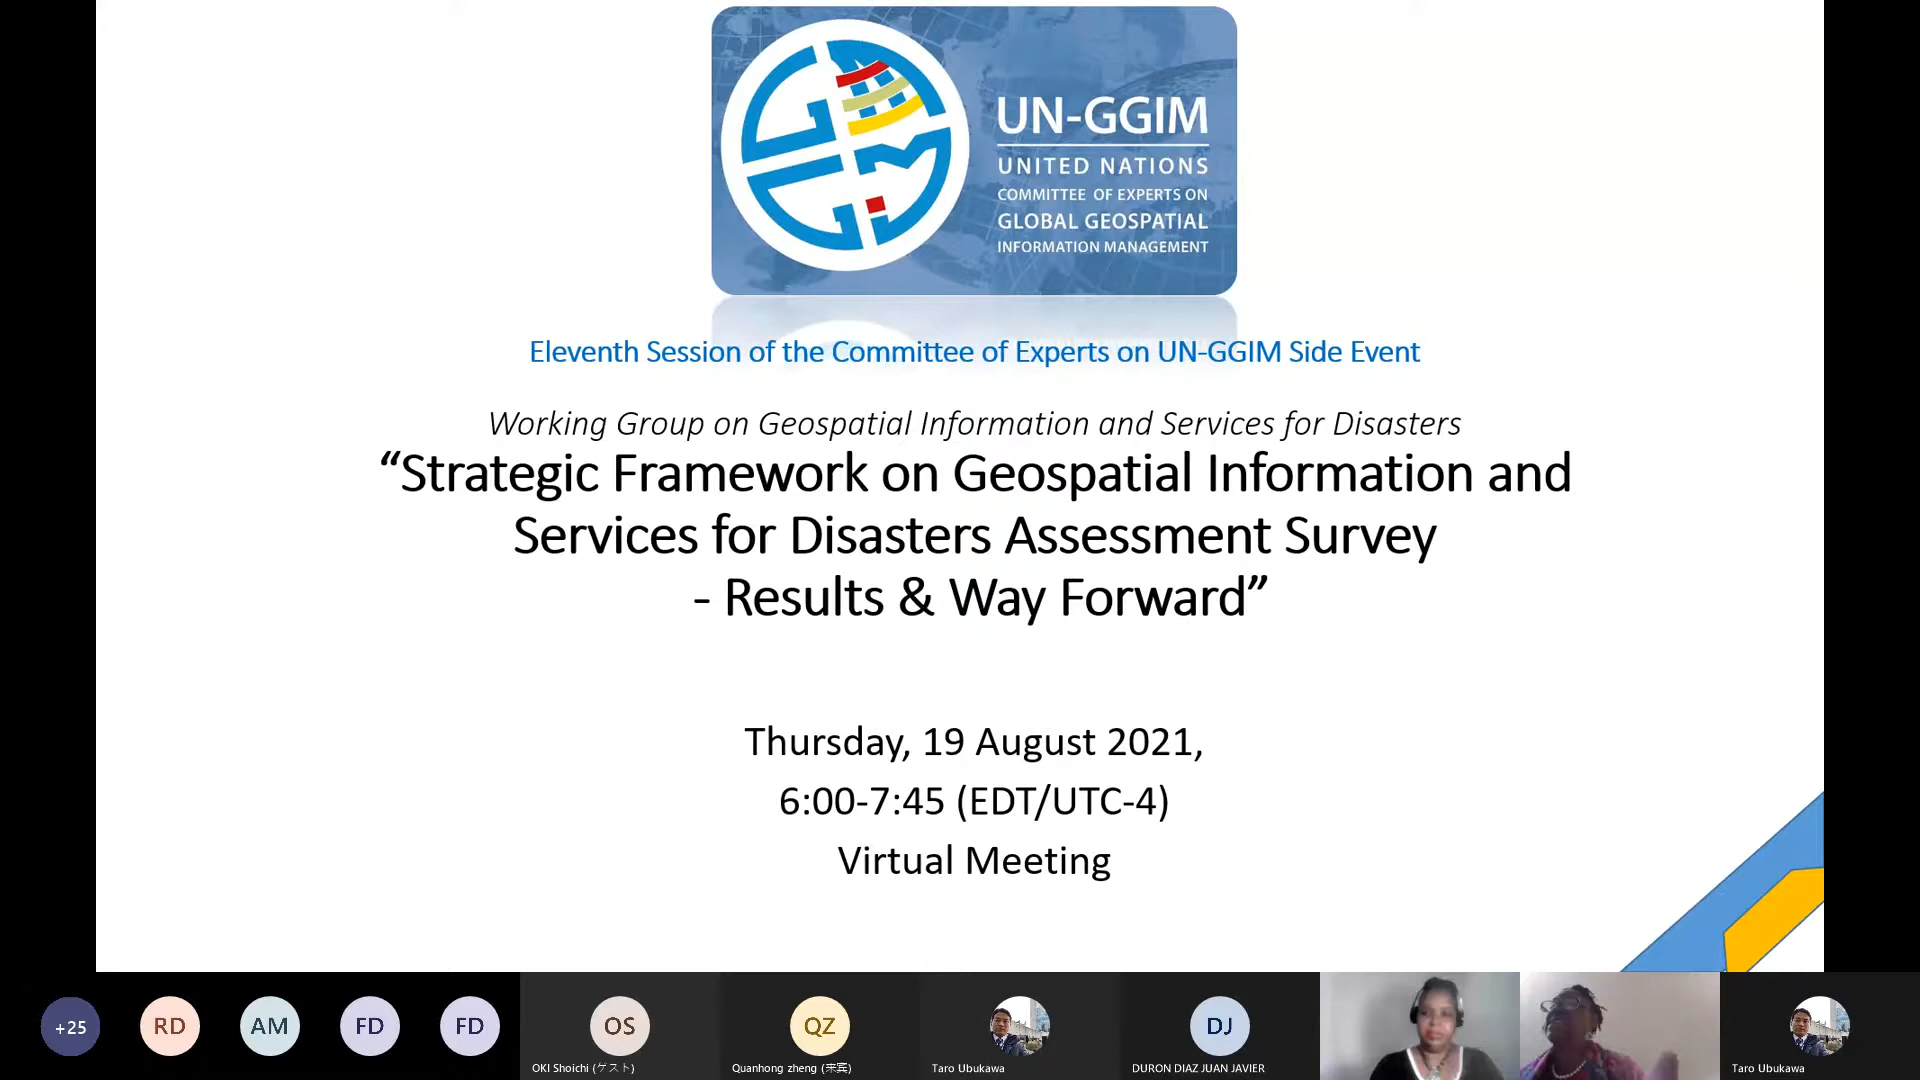 UN-GGIM
UNITED NATIONS
COMMITTEE OF EXPERTS ON
GLOBAL GEOSPATIAL
INFORMATION MANAGEMENT
Eleventh Session of the Committee of Experts on UN-GGIM Side Event
Working Group on Geospatial Information and Services for Disasters
“Strategic Framework on Geospatial Information and
Services for Disasters Assessment Survey
- Results & Way Forward”
Thursday, 19 August 2021,
6:00-7:45 (EDT/UTC-4)
Virtual Meeting
+25
RD
AM
FD
FD
OS
OKI Shoichi (ゲスト)
QZ
Quanhong zheng (来宾)
Taro Ubukawa
DJ
DURON DIAZ JUAN JAVIER
Taro Ubukawa